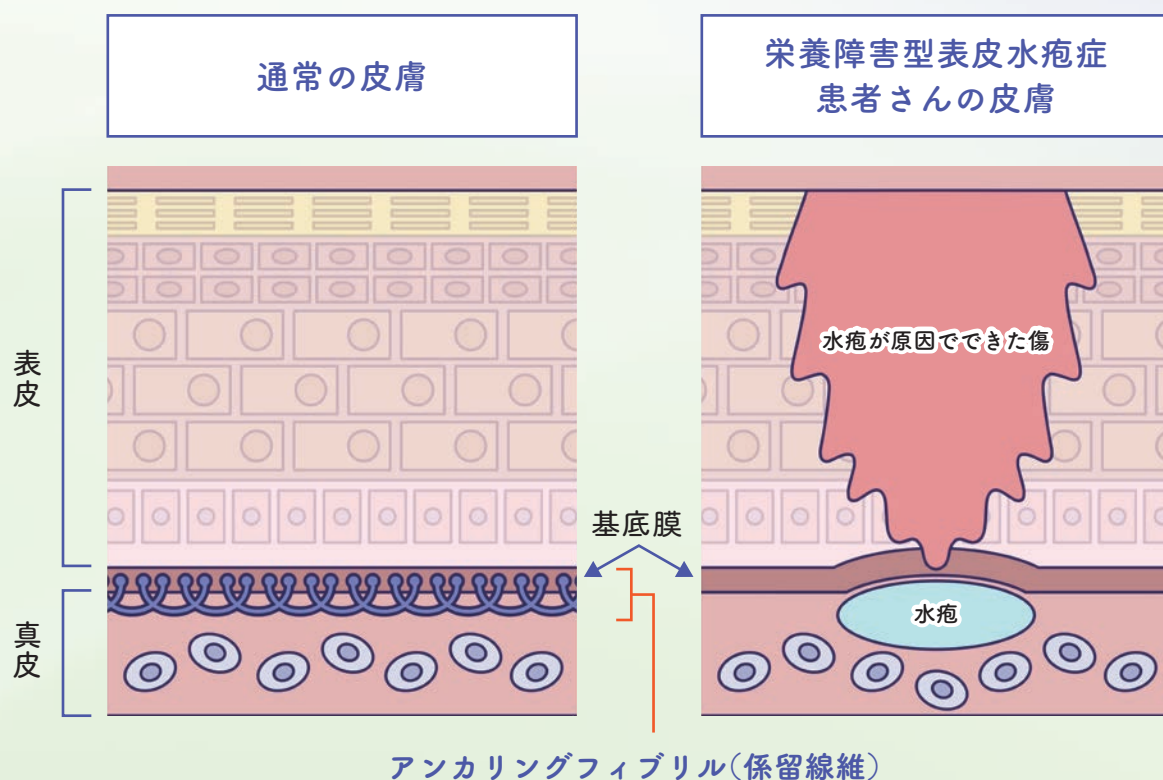 通常の皮膚
栄養障害型表皮水疱症
患者さんの皮膚
表皮
水疱が原因でできた傷
基底膜
水疱
真皮
アンカリングフィブリル(係留線維)